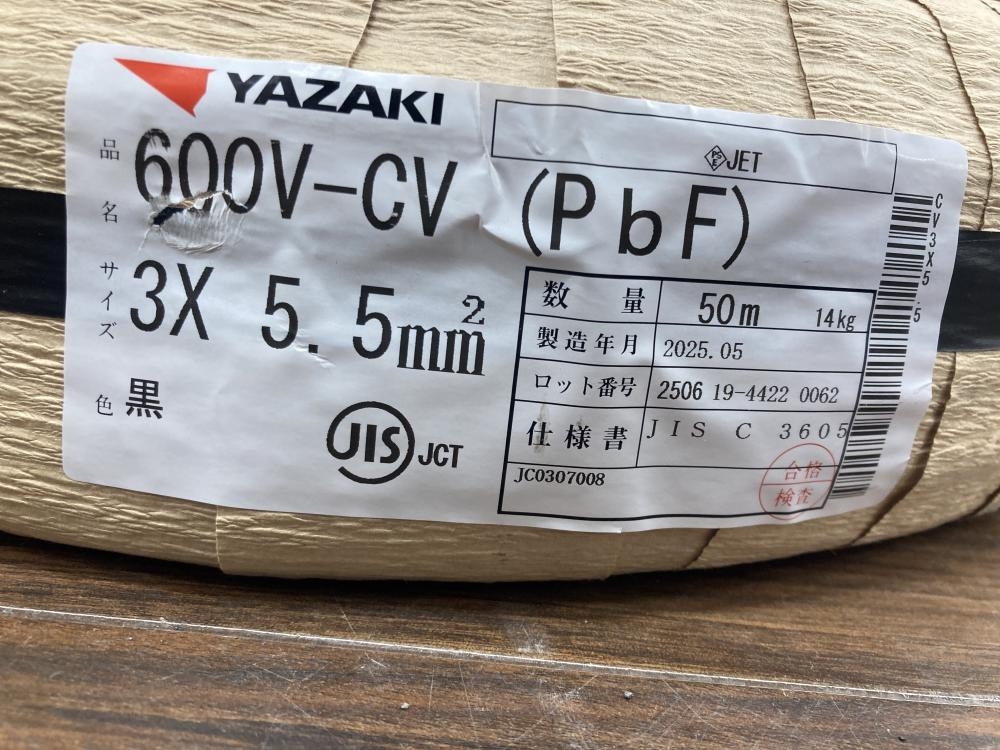 YAZAKI
品名 600V-CV (PbF)
PSE JET
サイズ 3X 5.5mm²
色 黒
JIS JCT
数量 50m 14kg
製造年月 2025.05
ロット番号 2506 19-4422 0062
仕様書 JIS C 3605
JC0307008
合格
検査
CV3X5.5